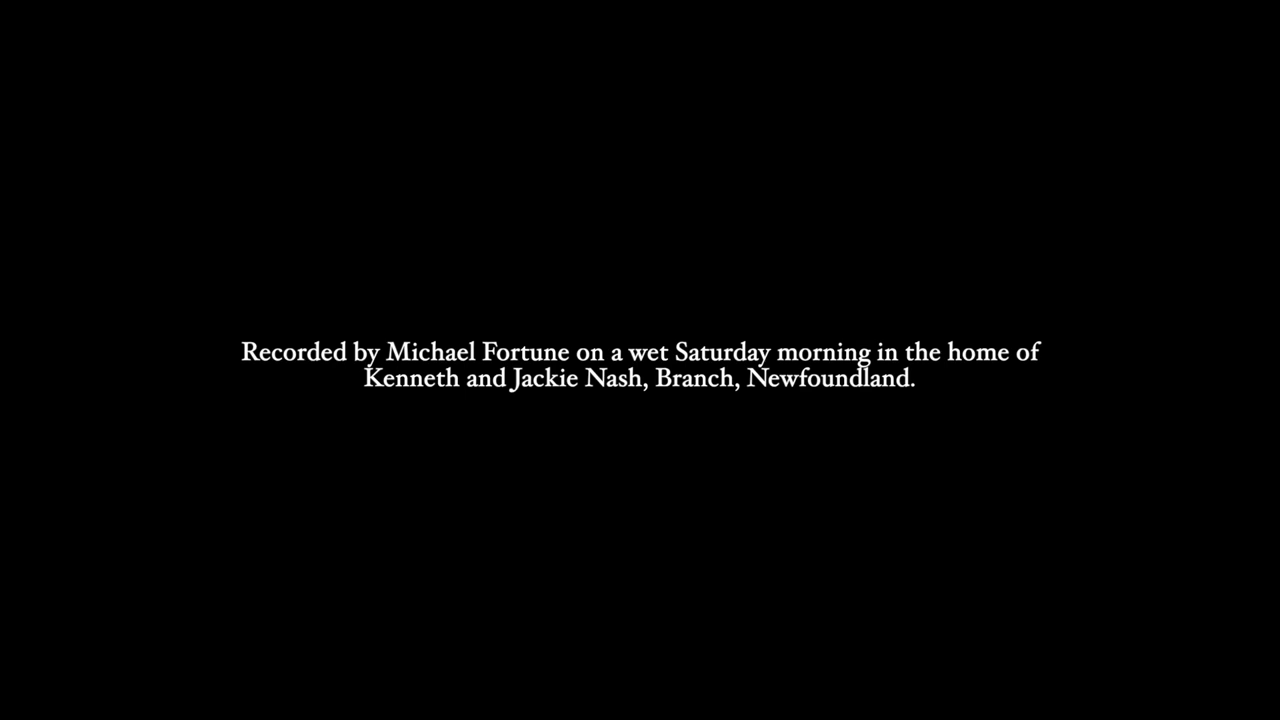 Recorded by Michael Fortune on a wet Saturday morning in the home of
Kenneth and Jackie Nash, Branch, Newfoundland.